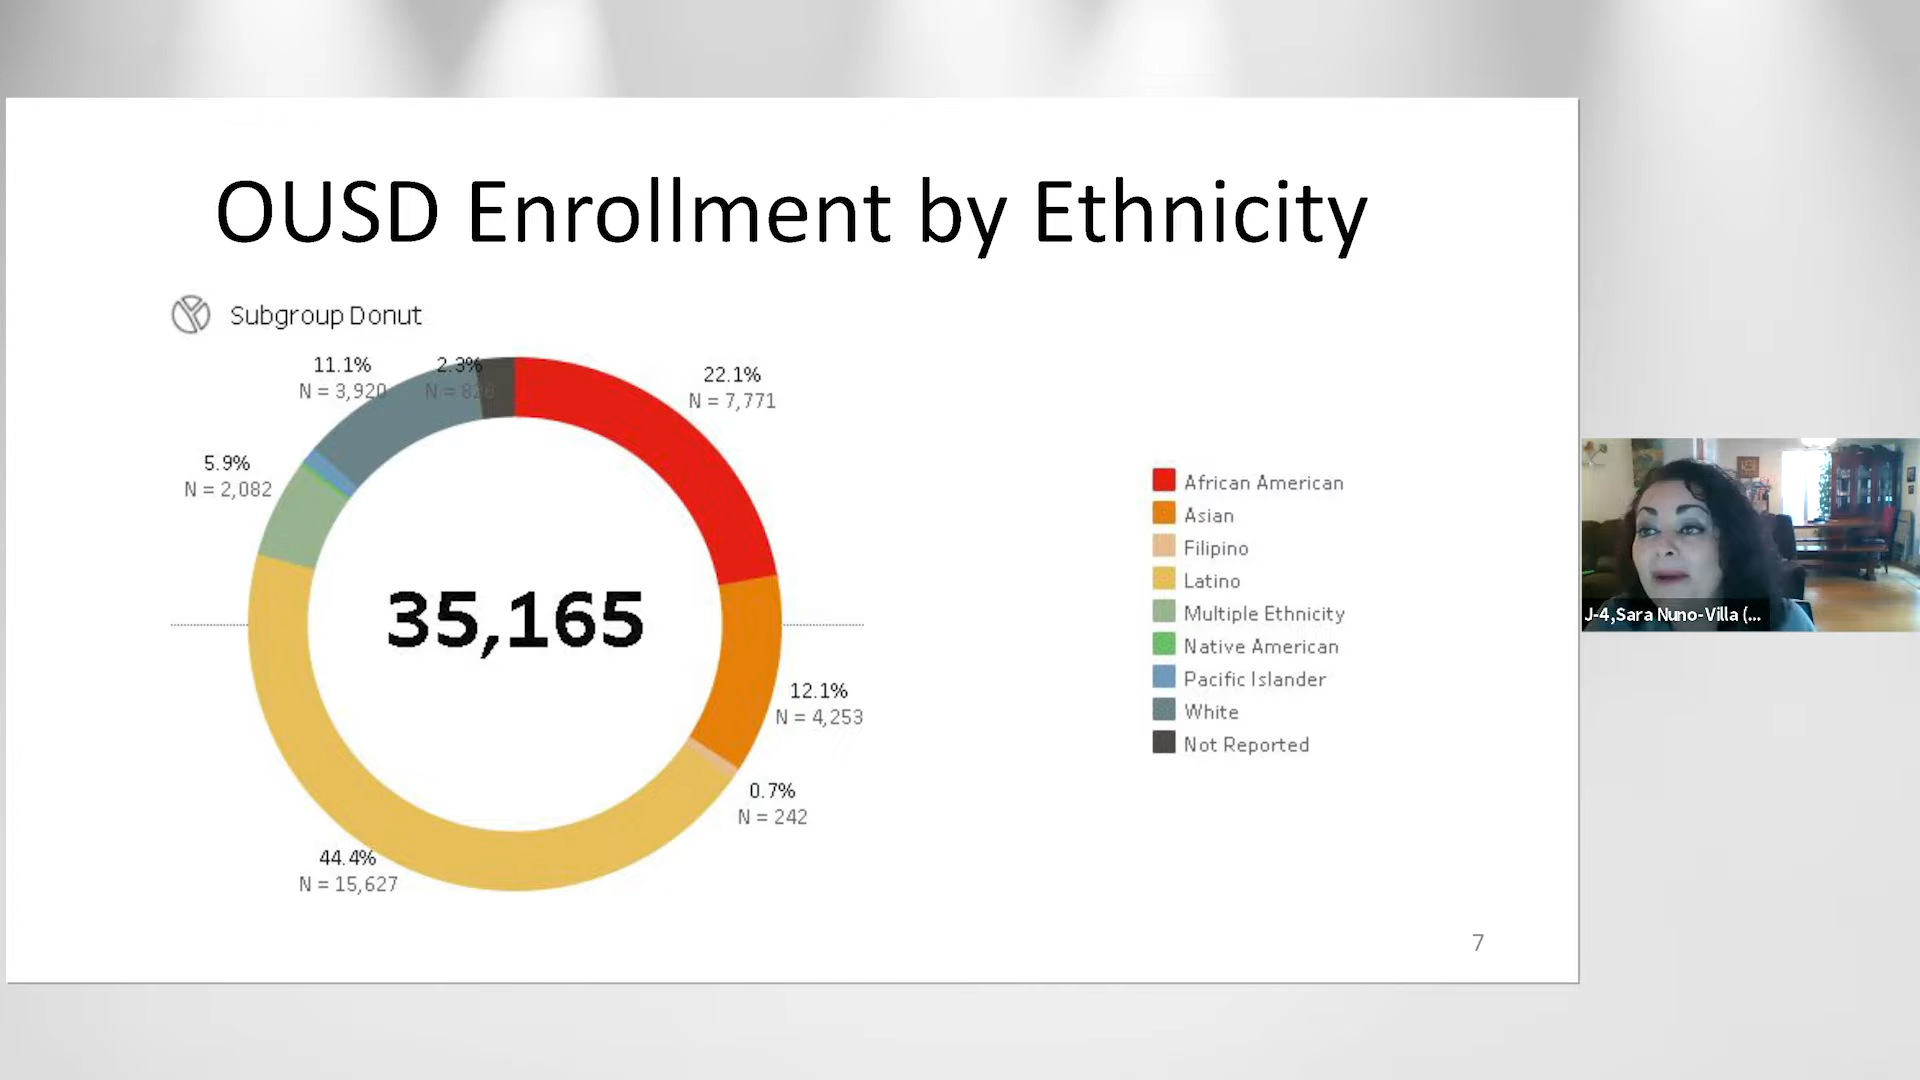 OUSD Enrollment by Ethnicity
Subgroup Donut
11.1%
N = 3,920
2.3%
22.1%
N = 7,771
5.9%
N = 2,082
35,165
12.1%
N = 4,253
0.7%
N = 242
44.4%
N = 15,627
African American
Asian
Filipino
Latino
Multiple Ethnicity
Native American
Pacific Islander
White
Not Reported
7
J-4,Sara Nuno-Villa (...